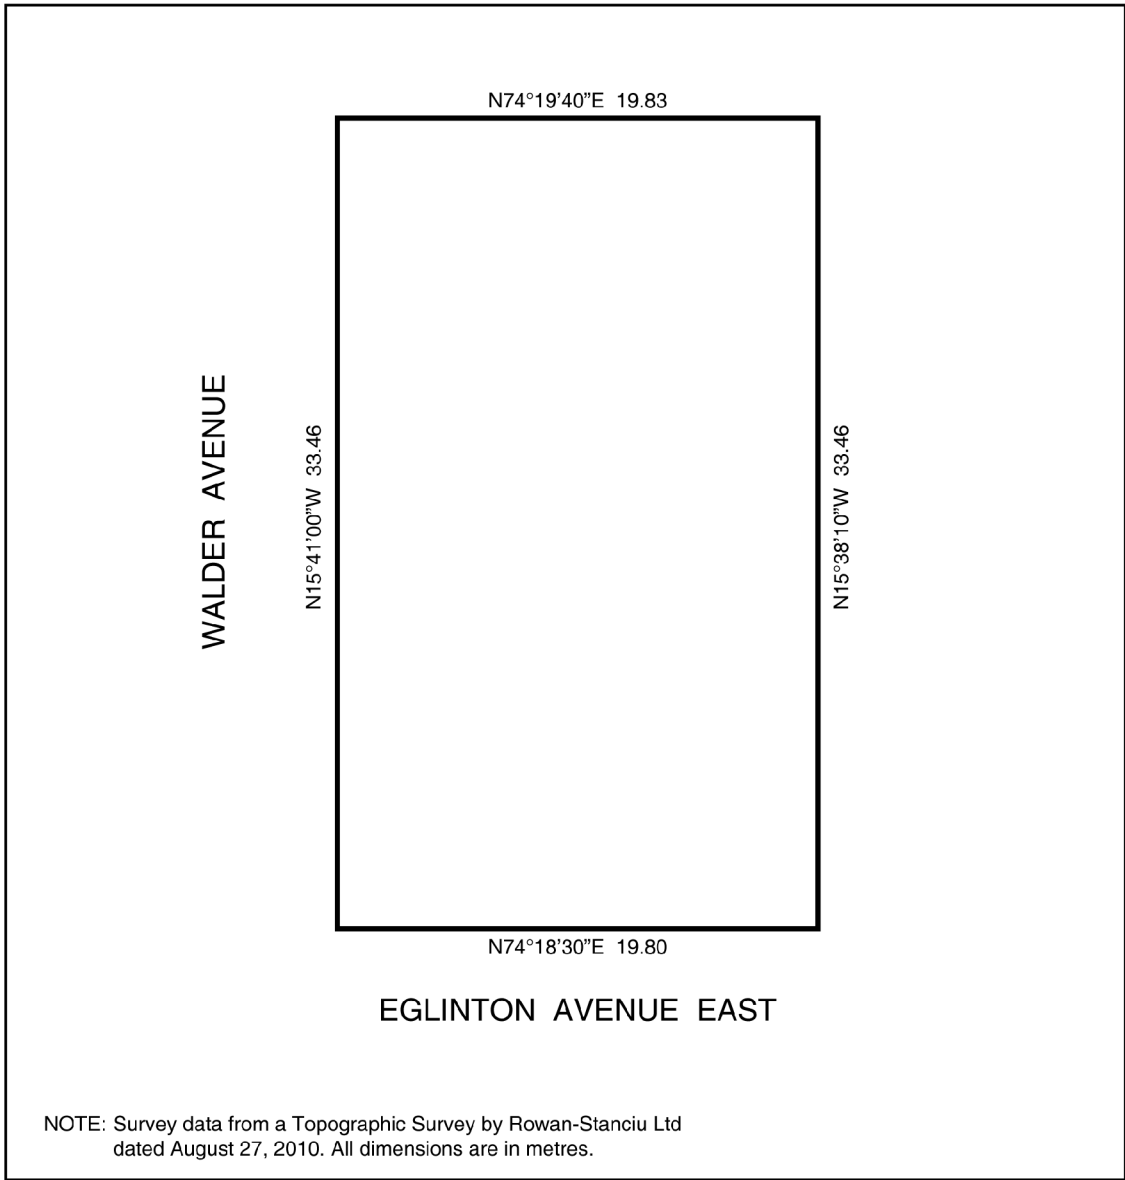 N74°19’40”E 19.83
WALDER AVENUE
N15°41’00”W 33.46
N15°38’10”W 33.46
N74°18’30”E 19.80
EGLINTON AVENUE EAST
NOTE: Survey data from a Topographic Survey by Rowan-Stanciu Ltd
dated August 27, 2010. All dimensions are in metres.